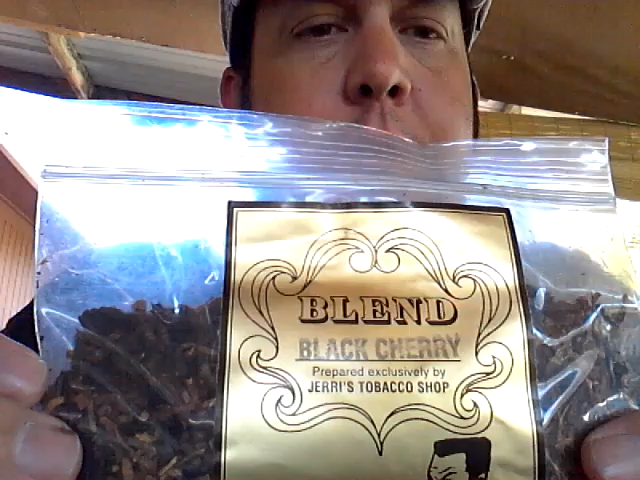 BLEND
BLACK CHERRY
Prepared exclusively by
JERRI'S TOBACCO SHOP